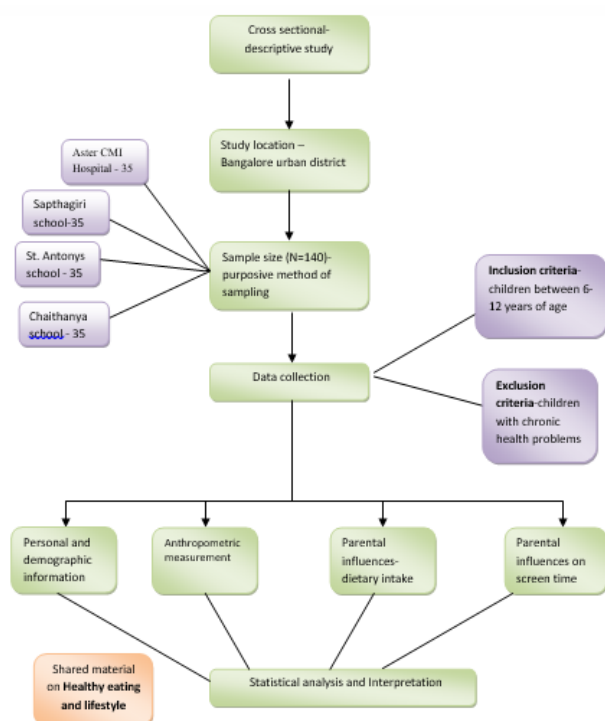 Cross sectional-
descriptive study
Study location –
Bangalore urban district
Aster CMI
Hospital - 35
Sapthagiri
school-35
St. Antonys
school - 35
Chaithanya
school - 35
Sample size (N=140)-
purposive method of
sampling
Inclusion criteria-
children between 6-
12 years of age
Data collection
Exclusion
criteria-children
with chronic
health problems
Personal and
demographic
information
Anthropometric
measurement
Parental
influences-
dietary intake
Parental
influences on
screen time
Shared material
on Healthy eating
and lifestyle
Statistical analysis and Interpretation